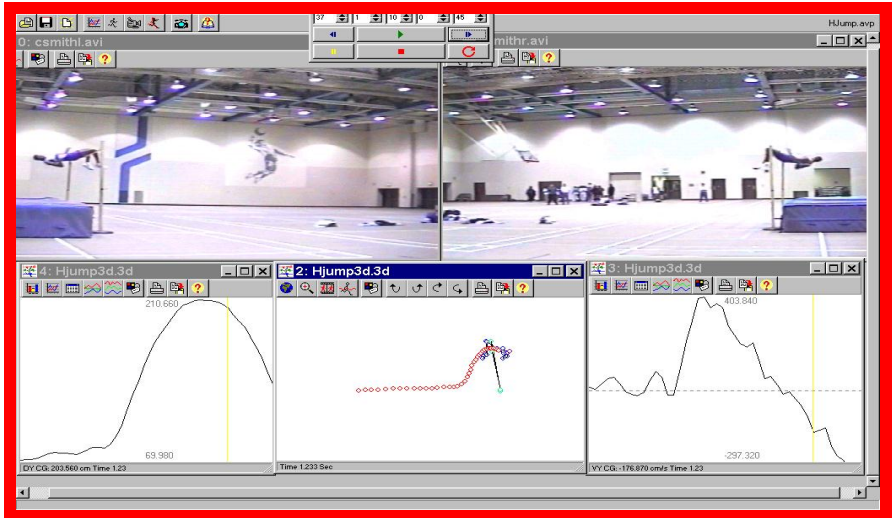 37 1 10 0 45
HJump.avp
0: csmithl.avi
mithr.avi
4: Hjump3d.3d
2: Hjump3d.3d
3: Hjump3d.3d
210.660
403.840
69.980
-297.320
DY CG: 203.560 cm Time 1.23
Time 1.233 Sec
VY CG: -176.870 cm/s Time 1.23